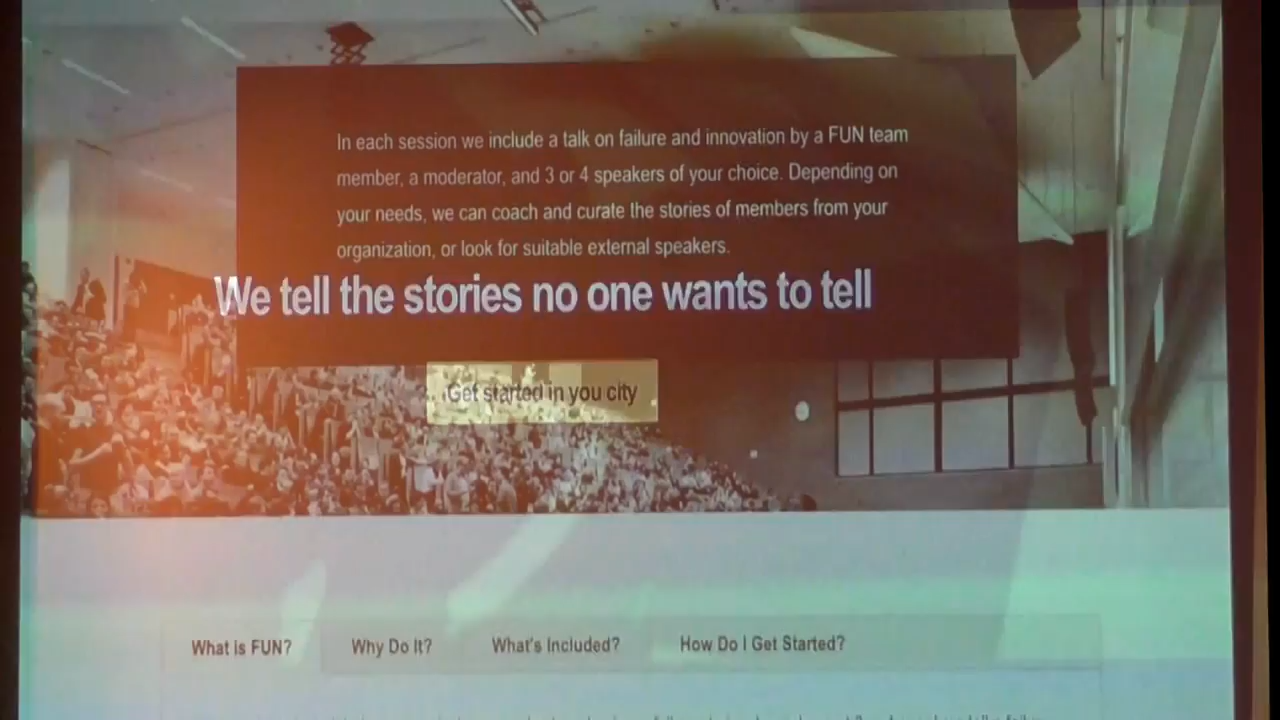 In each session we include a talk on failure and innovation by a FUN team
member, a moderator, and 3 or 4 speakers of your choice. Depending on
your needs, we can coach and curate the stories of members from your
organization, or look for suitable external speakers.
We tell the stories no one wants to tell
Get started in you city
What is FUN? Why Do It? What's Included? How Do I Get Started?